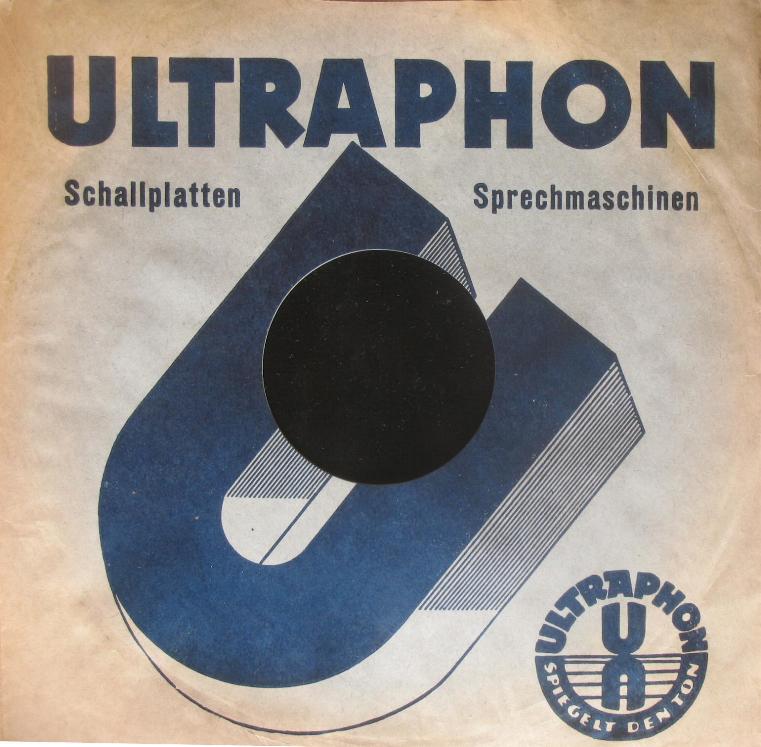 ULTRAPHON
Schallplatten
Sprechmaschinen
ULTRAPHON
U
SPIEGELT DEN TON